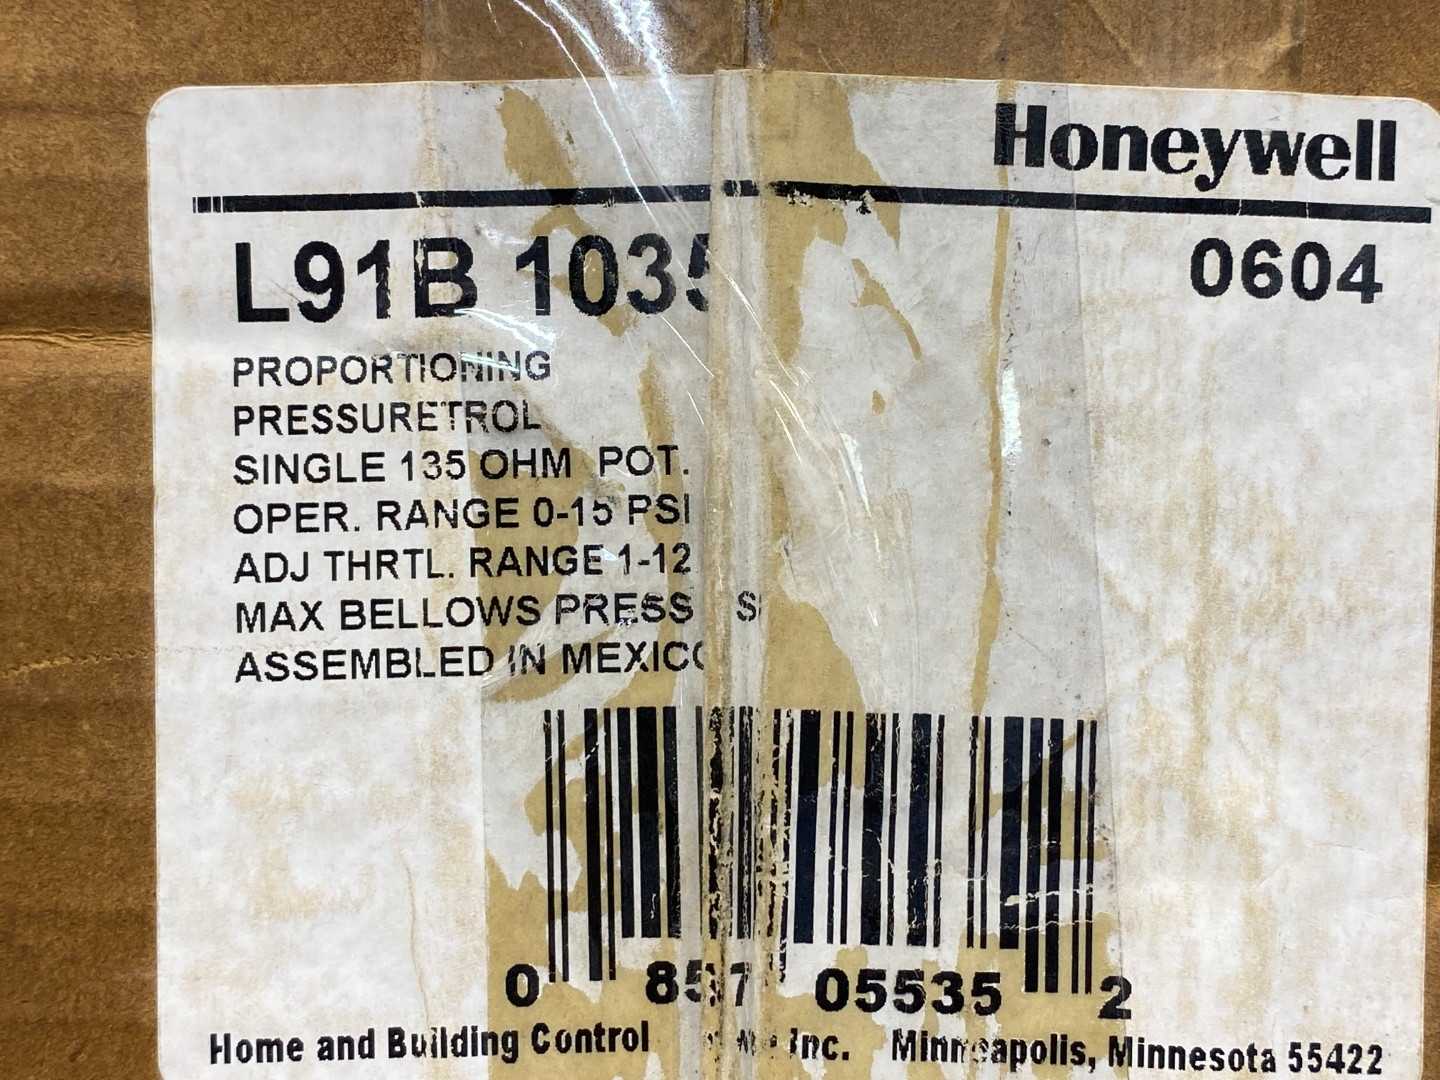 Honeywell
L91B 1035
0604
PROPORTIONING
PRESSURETROL
SINGLE 135 OHM POT.
OPER. RANGE 0-15 PSI
ADJ THRTL. RANGE 1-12
MAX BELLOWS PRESS
ASSEMBLED IN MEXICO
0 05535 2
Home and Building Control Inc. Minneapolis, Minnesota 55422